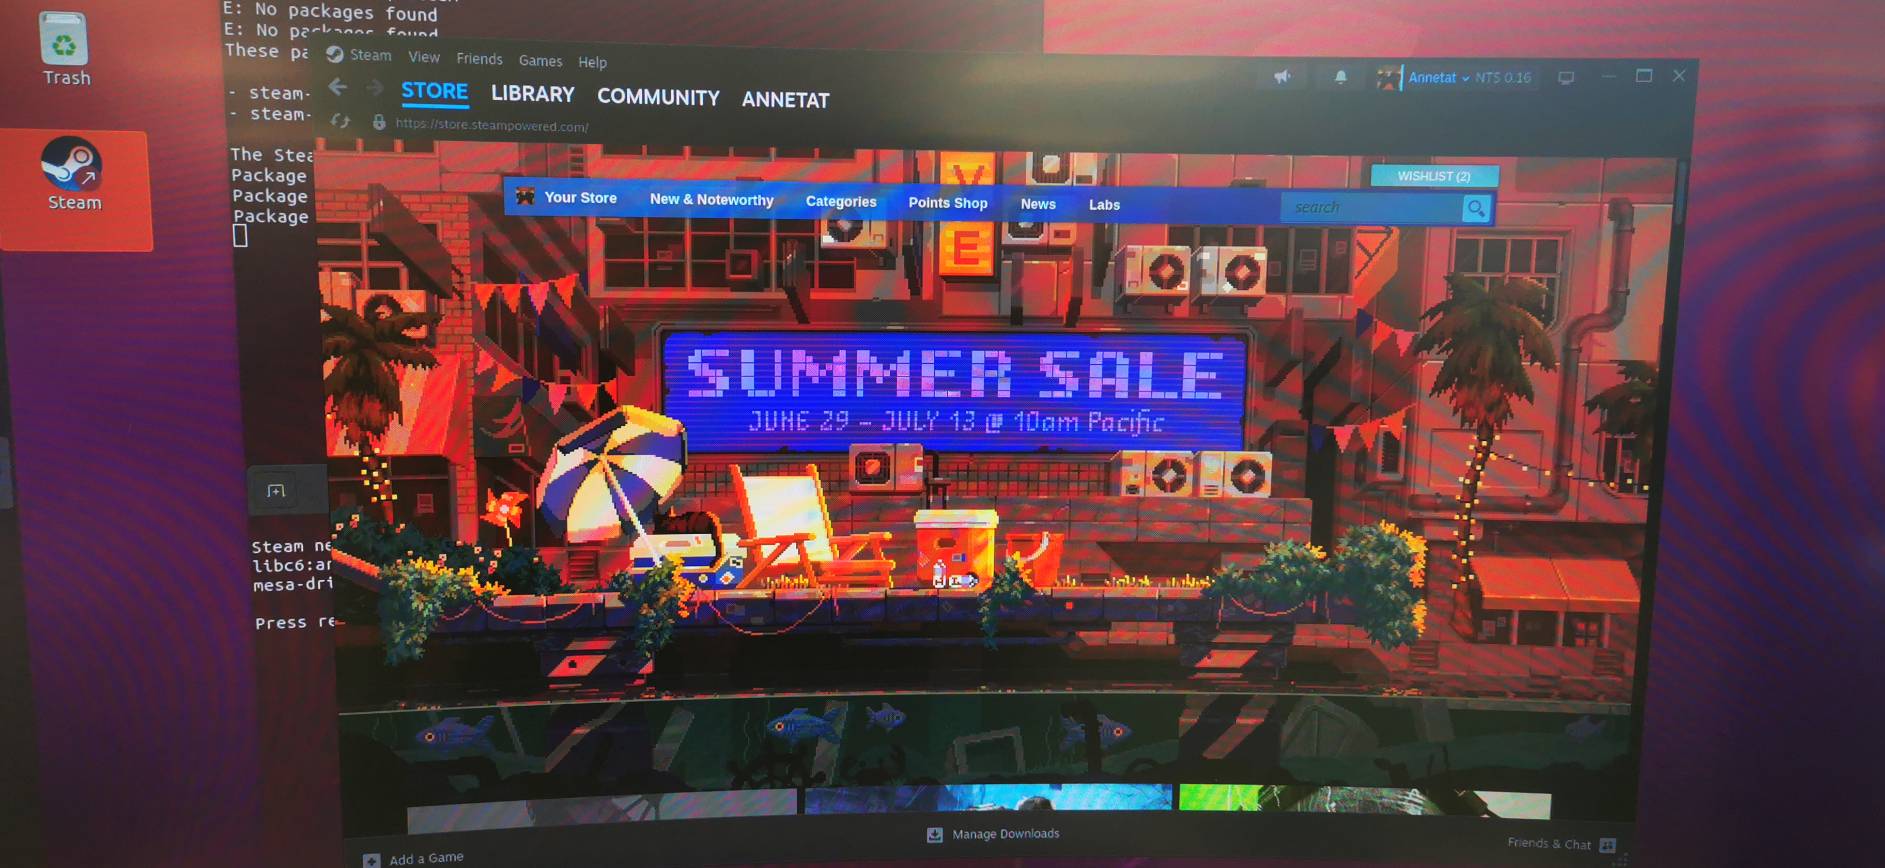 E: No packages found
E: No packages found
These pa
- steam-
- steam-
The Stea
Package
Package
Package
Trash
Steam
Steam View Friends Games Help
Annetat NT$ 0.16
STORE LIBRARY COMMUNITY ANNETAT
https://store.steampowered.com/
WISHLIST (2)
Your Store New & Noteworthy Categories Points Shop News Labs search
Y
E
SUMMER SALE
JUNE 29 - JULY 13 @ 10am Pacific
Steam ne
libc6:a
mesa-dri
Press re
Manage Downloads
Add a Game
Friends & Chat